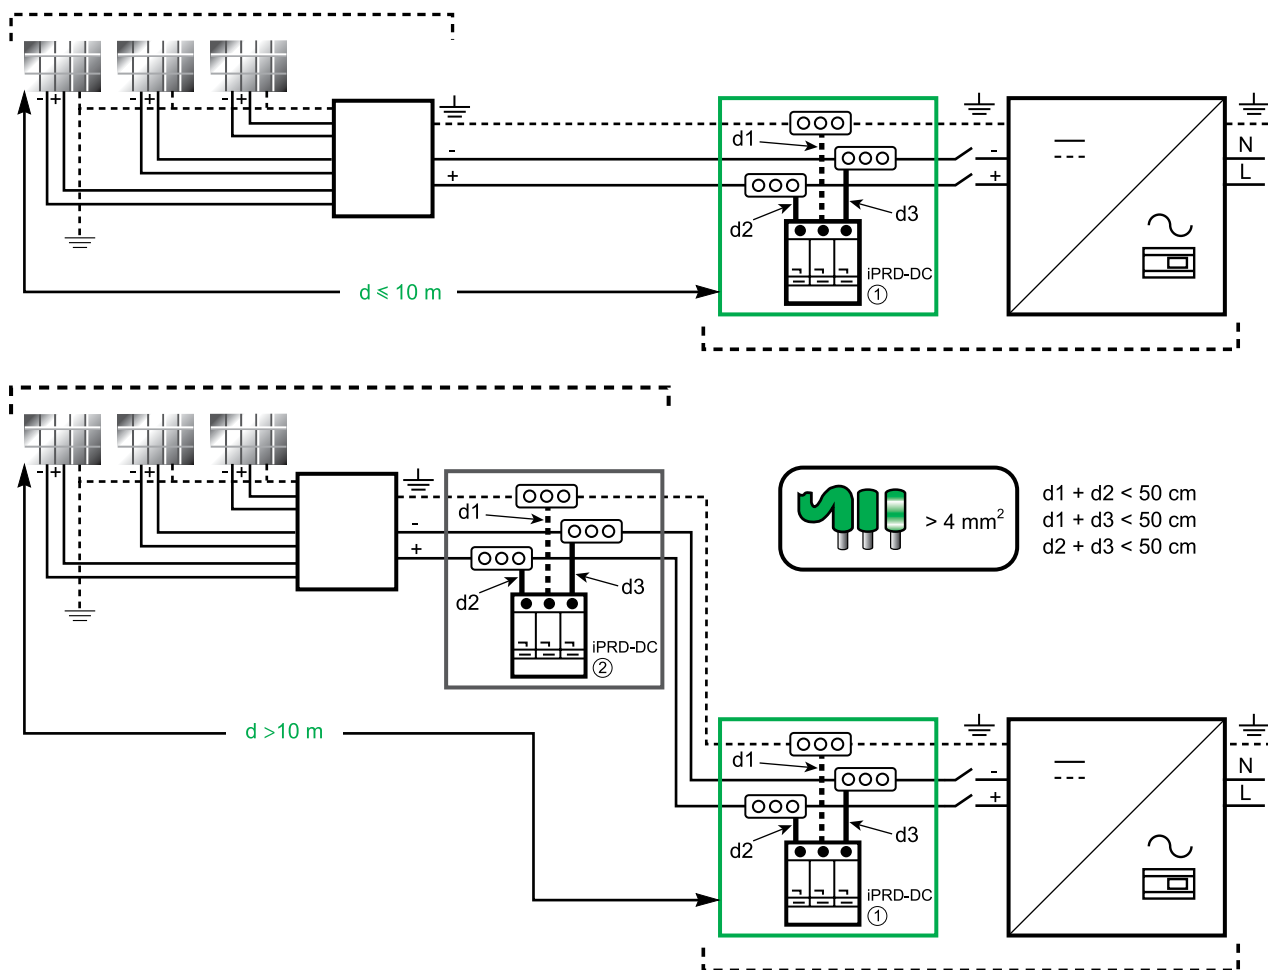 - +
- +
- +
-
+
d1
d2
d3
iPRD-DC
1
-
+
N
L
d ⩽ 10 m
- +
- +
- +
-
+
d1
d2
d3
iPRD-DC
2
> 4 mm²
d1 + d2 < 50 cm
d1 + d3 < 50 cm
d2 + d3 < 50 cm
d >10 m
d1
d2
d3
iPRD-DC
1
-
+
N
L